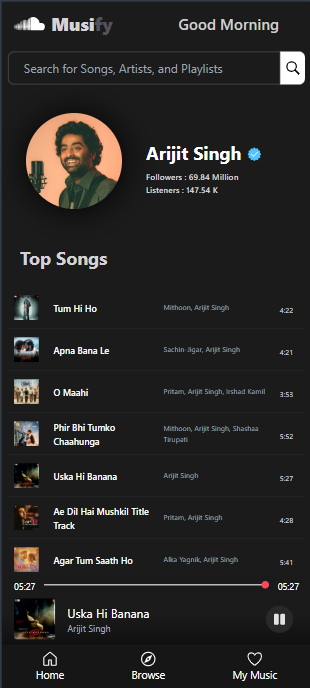 Musify
Good Morning
Search for Songs, Artists, and Playlists
Arijit Singh
Followers : 69.84 Million
Listeners : 147.54 K
Top Songs
Tum Hi Ho Mithoon, Arijit Singh 4:22
Apna Bana Le Sachin-Jigar, Arijit Singh 4:21
O Maahi Pritam, Arijit Singh, Irshad Kamil 3:53
Phir Bhi Tumko Mithoon, Arijit Singh, Shashaa 5:52
Chaahunga Tirupati
Uska Hi Banana Arijit Singh 5:27
Ae Dil Hai Mushkil Title Pritam, Arijit Singh 4:28
Track
Agar Tum Saath Ho Alka Yagnik, Arijit Singh 5:41
05:27 05:27
Uska Hi Banana
Arijit Singh
Home Browse My Music